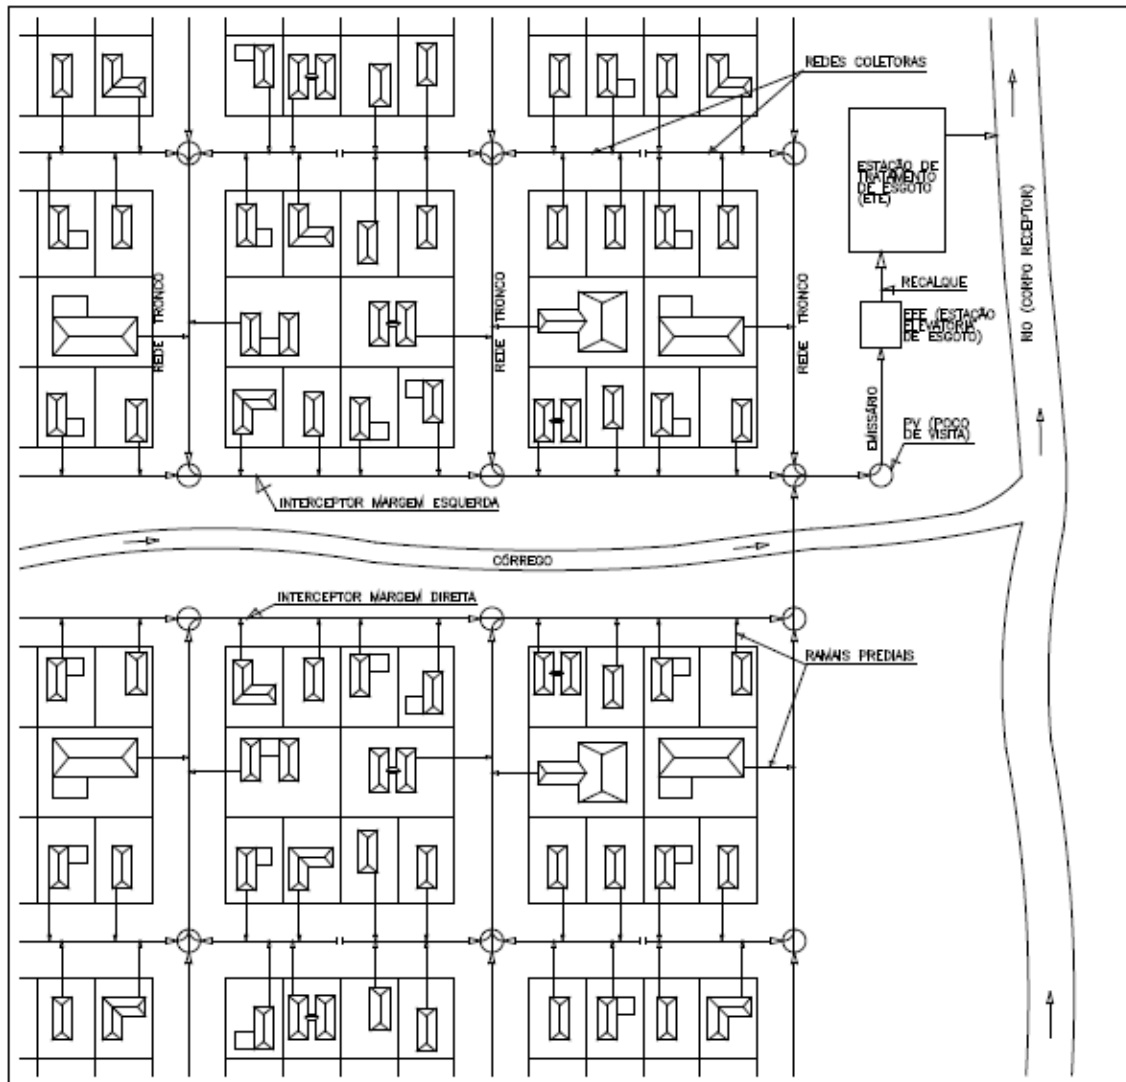 REDES COLETORAS
ESTAÇÃO DE
TRATAMENTO
DE ESGOTO
(ETE)
RIO (CORPO RECEPTOR)
RECALQUE
EFE (ESTAÇÃO
ELEVATÓRIA
DE ESGOTO)
REDE TRONCO
REDE TRONCO
REDE TRONCO
EMISSÁRIO
PV (POÇO
DE VISITA)
INTERCEPTOR MARGEM ESQUERDA
CÓRREGO
INTERCEPTOR MARGEM DIREITA
RAMAIS PREDIAIS